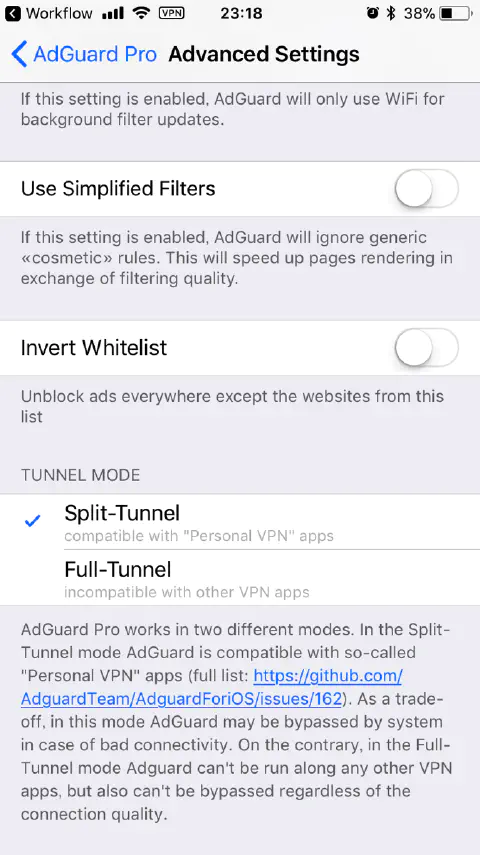 Workflow VPN 23:18 38%
AdGuard Pro Advanced Settings
If this setting is enabled, AdGuard will only use WiFi for
background filter updates.
Use Simplified Filters
If this setting is enabled, AdGuard will ignore generic
«cosmetic» rules. This will speed up pages rendering in
exchange of filtering quality.
Invert Whitelist
Unblock ads everywhere except the websites from this
list
TUNNEL MODE
Split-Tunnel
compatible with "Personal VPN" apps
Full-Tunnel
incompatible with other VPN apps
AdGuard Pro works in two different modes. In the Split-
Tunnel mode AdGuard is compatible with so-called
"Personal VPN" apps (full list: https://github.com/
AdguardTeam/AdguardForiOS/issues/162). As a trade-
off, in this mode AdGuard may be bypassed by system
in case of bad connectivity. On the contrary, in the Full-
Tunnel mode Adguard can't be run along any other VPN
apps, but also can't be bypassed regardless of the
connection quality.